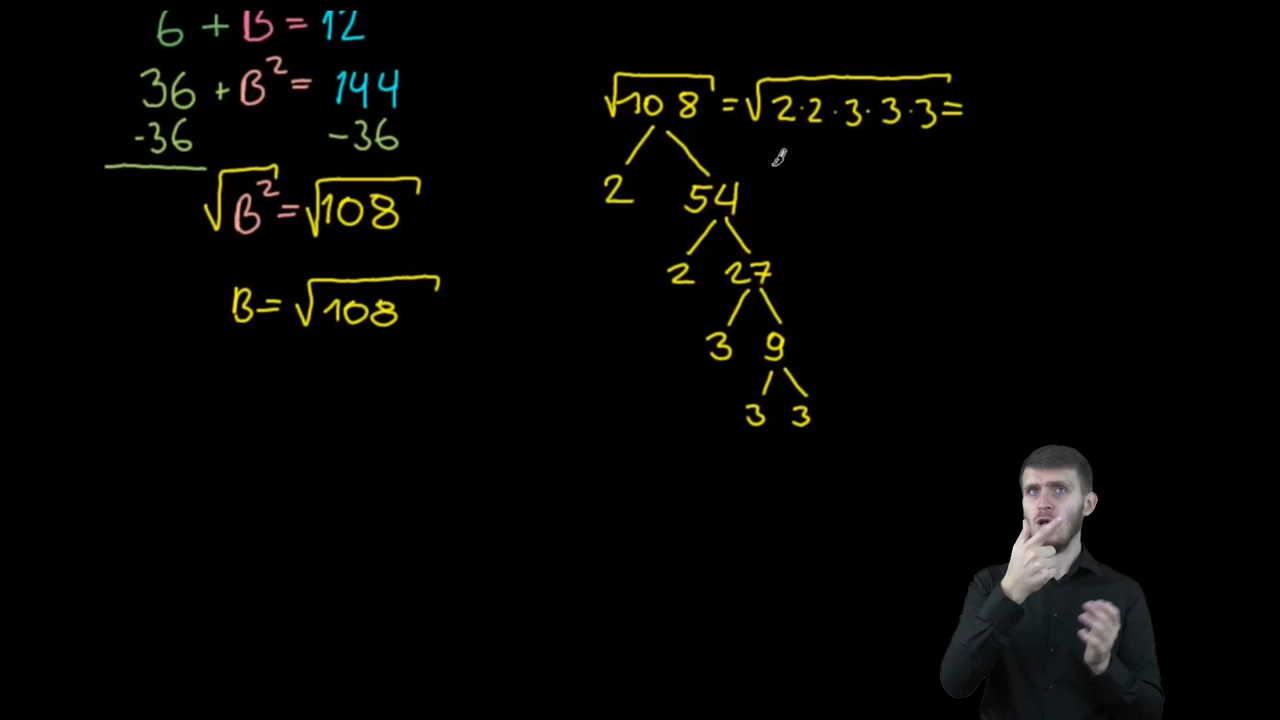 6 + B = 12
36 + B² = 144
-36 -36
√B² = √108
B = √108
√108 = √2·2·3·3·3 =
2 54
2 27
3 9
3 3